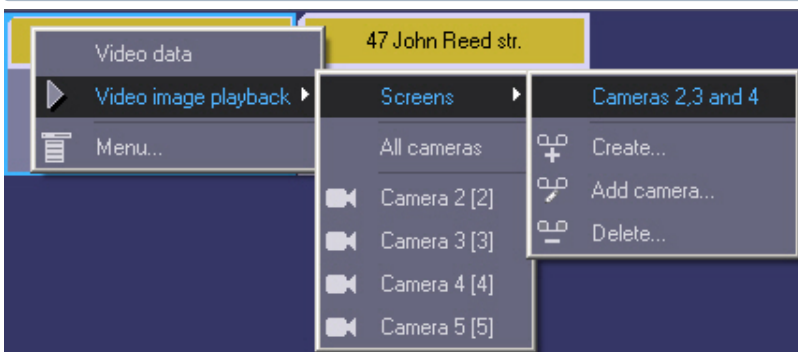 47 John Reed str.
Video data
Video image playback
Menu...
Screens
All cameras
Camera 2 [2]
Camera 3 [3]
Camera 4 [4]
Camera 5 [5]
Cameras 2,3 and 4
Create...
Add camera...
Delete...